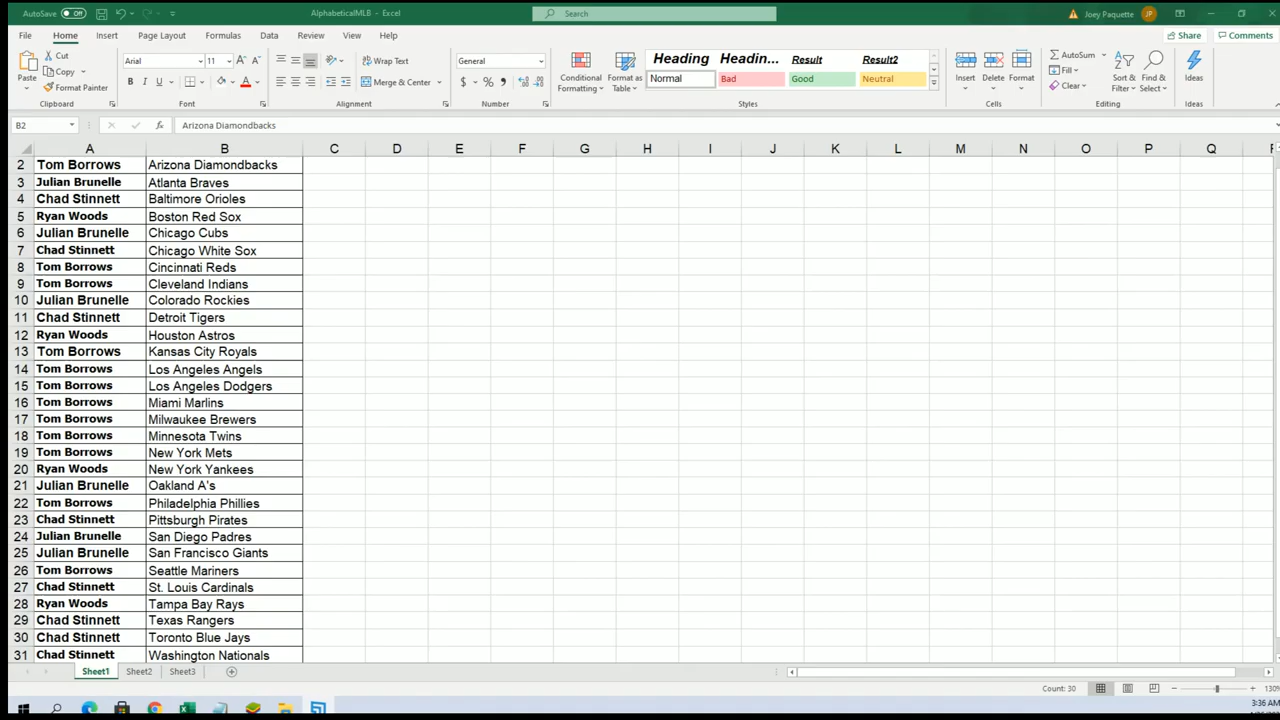 AutoSave Off AlphabeticalMLB - Excel Search Joey Paquette JP
File Home Insert Page Layout Formulas Data Review View Help Share Comments
Paste Cut Copy Format Painter Clipboard
Arial 11 A A B I U A Font
Wrap Text Merge & Center Alignment
General $ % , Number
Conditional Formatting Format as Table
Heading Headin... Result Result2
Normal Bad Good Neutral
Styles
Insert Delete Format Cells
AutoSum Fill Clear Sort & Filter Find & Select Editing
Ideas Ideas
B2 fx Arizona Diamondbacks
A B C D E F G H I J K L M N O P Q
2 Tom Borrows Arizona Diamondbacks
3 Julian Brunelle Atlanta Braves
4 Chad Stinnett Baltimore Orioles
5 Ryan Woods Boston Red Sox
6 Julian Brunelle Chicago Cubs
7 Chad Stinnett Chicago White Sox
8 Tom Borrows Cincinnati Reds
9 Tom Borrows Cleveland Indians
10 Julian Brunelle Colorado Rockies
11 Chad Stinnett Detroit Tigers
12 Ryan Woods Houston Astros
13 Tom Borrows Kansas City Royals
14 Tom Borrows Los Angeles Angels
15 Tom Borrows Los Angeles Dodgers
16 Tom Borrows Miami Marlins
17 Tom Borrows Milwaukee Brewers
18 Tom Borrows Minnesota Twins
19 Tom Borrows New York Mets
20 Ryan Woods New York Yankees
21 Julian Brunelle Oakland A's
22 Tom Borrows Philadelphia Phillies
23 Chad Stinnett Pittsburgh Pirates
24 Julian Brunelle San Diego Padres
25 Julian Brunelle San Francisco Giants
26 Tom Borrows Seattle Mariners
27 Chad Stinnett St. Louis Cardinals
28 Ryan Woods Tampa Bay Rays
29 Chad Stinnett Texas Rangers
30 Chad Stinnett Toronto Blue Jays
31 Chad Stinnett Washington Nationals
Sheet1 Sheet2 Sheet3
Count: 30 130%
3:36 AM